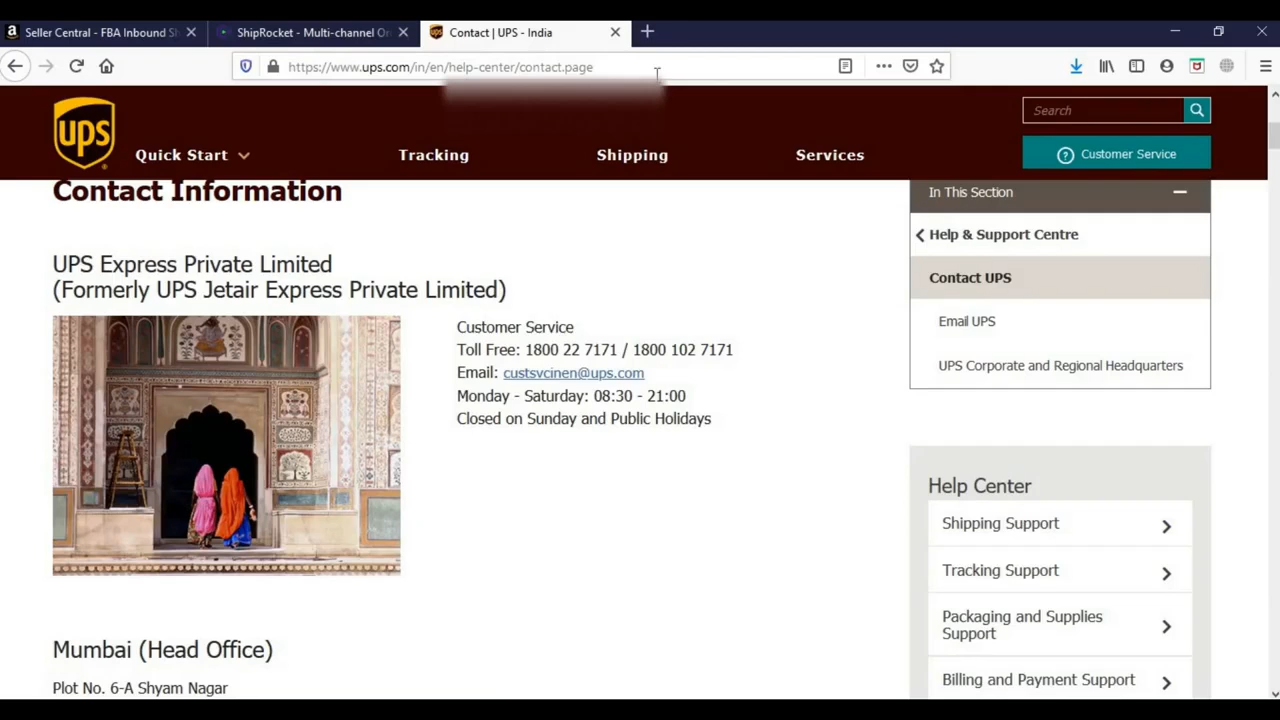 Seller Central - FBA Inbound Sh
ShipRocket - Multi-channel O
Contact | UPS - India
https://www.ups.com/in/en/help-center/contact.page
ups
Search
Quick Start
Tracking
Shipping
Services
Customer Service
Contact Information
UPS Express Private Limited
(Formerly UPS Jetair Express Private Limited)
Customer Service
Toll Free: 1800 22 7171 / 1800 102 7171
Email: custsvcinen@ups.com
Monday - Saturday: 08:30 - 21:00
Closed on Sunday and Public Holidays
Mumbai (Head Office)
Plot No. 6-A Shyam Nagar
In This Section
Help & Support Centre
Contact UPS
Email UPS
UPS Corporate and Regional Headquarters
Help Center
Shipping Support
Tracking Support
Packaging and Supplies
Support
Billing and Payment Support